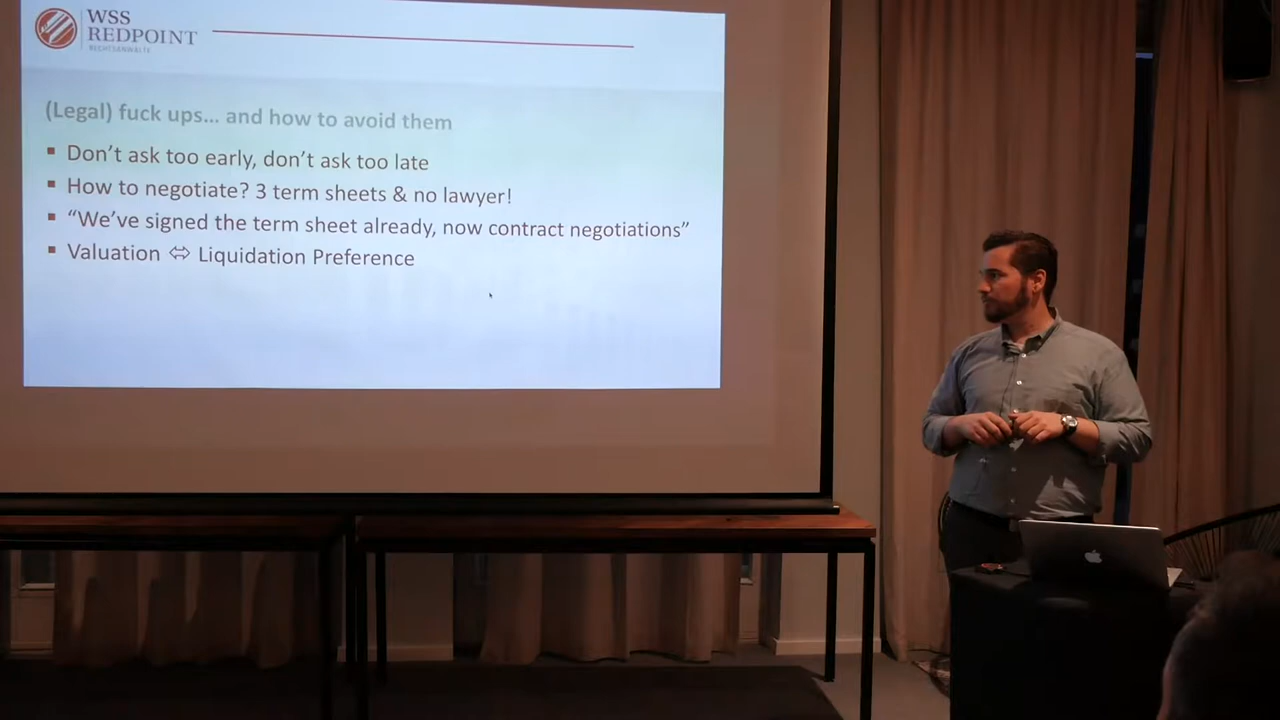 WSS
REDPOINT
RECHTSANWÄLTE
(Legal) fuck ups... and how to avoid them
Don't ask too early, don't ask too late
How to negotiate? 3 term sheets & no lawyer!
“We've signed the term sheet already, now contract negotiations”
Valuation ⇔ Liquidation Preference